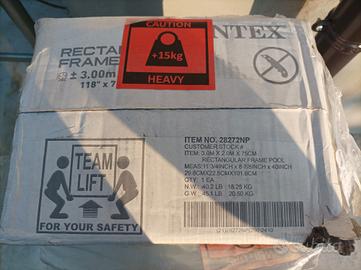 CAUTION
+15kg
HEAVY
INTEX
RECTAN
FRAME
± 3.00m
118" x 7
TEAM
LIFT
FOR YOUR SAFETY
ITEM NO. 28272NP
CUSTOMER STOCK #
ITEM: 3.0M X 2.0M X 75CM
RECTANGULAR FRAME POOL
QTY: 1 EA
N.W.: 40.2 LB 18.25 KG
G.W.: 45.1 LB 20.50 KG